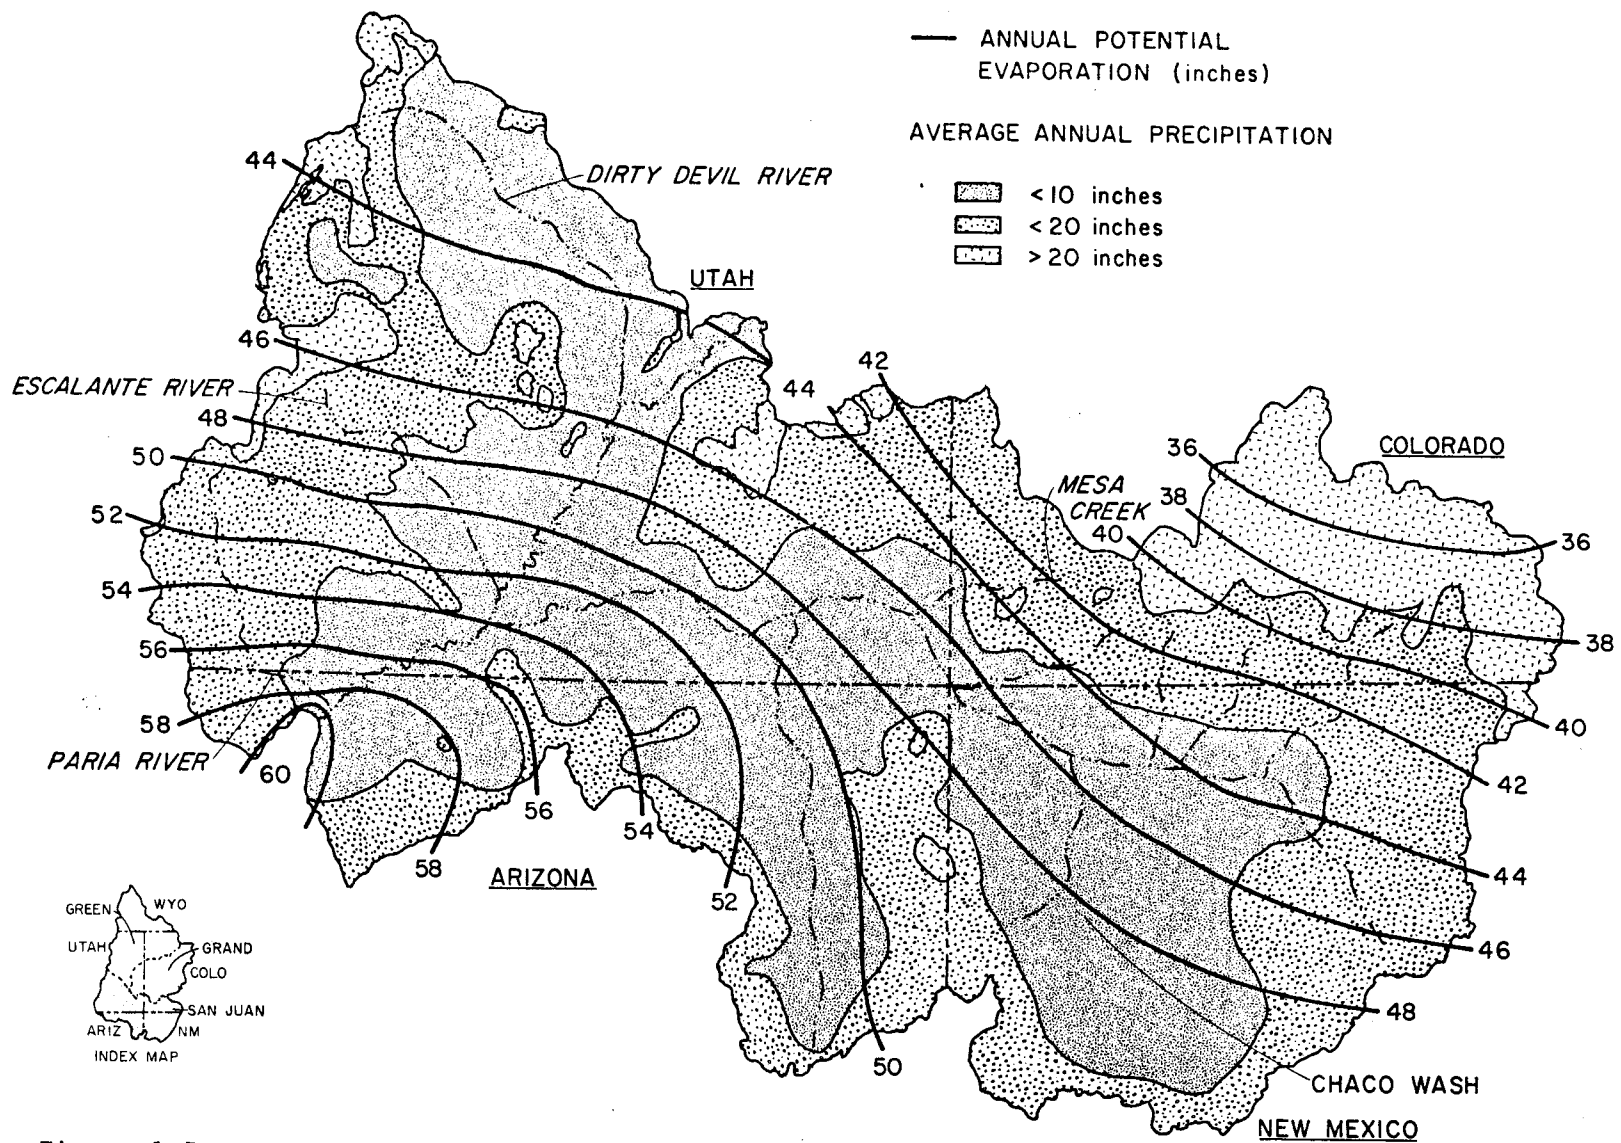 ANNUAL POTENTIAL
EVAPORATION (inches)
AVERAGE ANNUAL PRECIPITATION
<10 inches
<20 inches
>20 inches
44
DIRTY DEVIL RIVER
UTAH
46
42
44
ESCALANTE RIVER
48
50
52
54
56
58
PARIA RIVER
60
MESA
CREEK
36
COLORADO
38
40
36
38
40
42
44
46
48
50
52
54
56
58
ARIZONA
CHACO WASH
NEW MEXICO
GREEN
WYO
UTAH
GRAND
COLO
SAN JUAN
ARIZ
NM
INDEX MAP